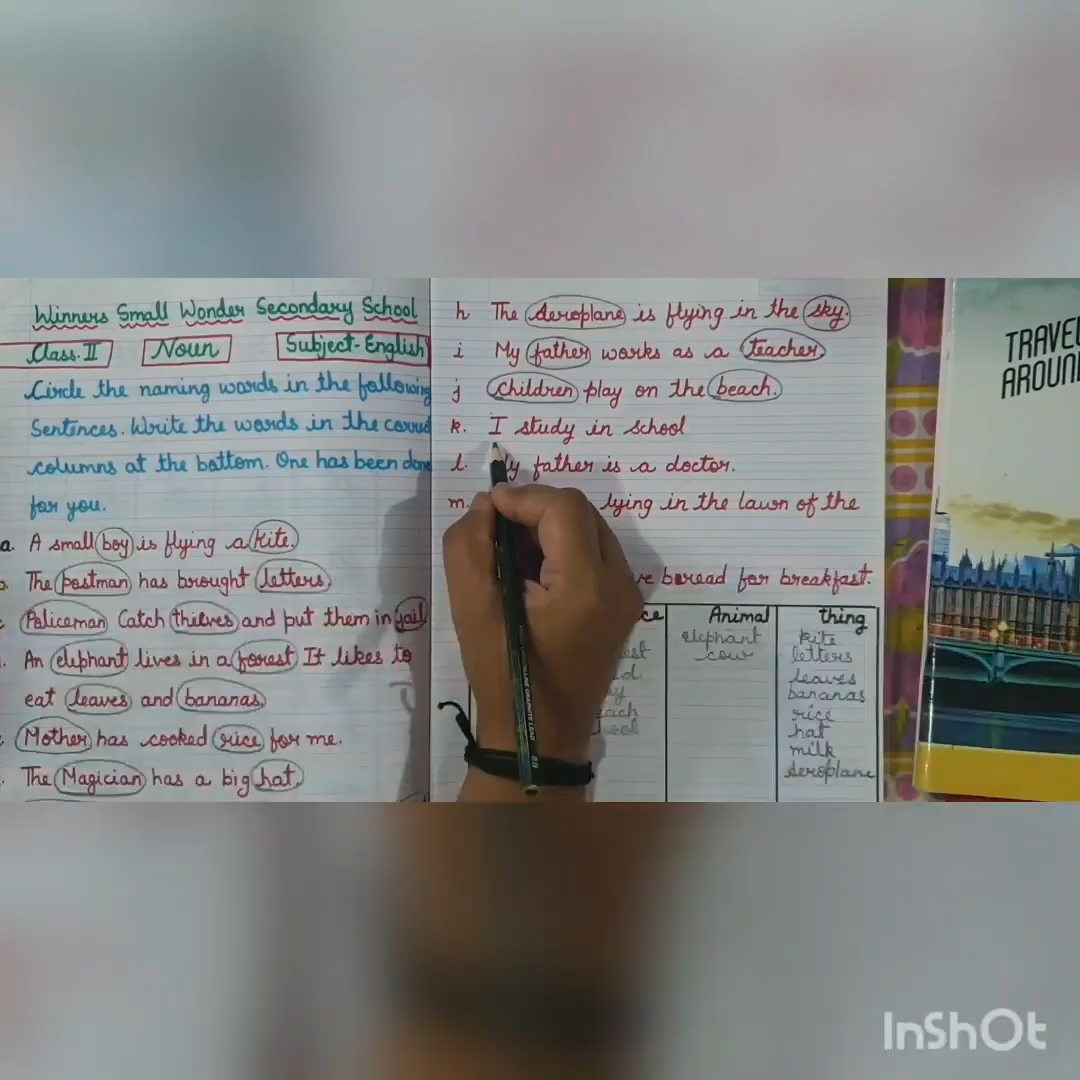 Winners Small Wonder Secondary School
Class. II Noun Subject- English
Circle the naming words in the following
Sentences. Write the words in the
columns at the bottom. One has been done
for you.
a. A small boy is flying a kite.
The postman has brought letters.
Policeman Catch thieves and put them in jail
An elephant lives in a forest It likes to
eat leaves and bananas.
Mother has cooked rice for me.
The Magician has a big hat.
h The Aeroplane is flying in the sky.
i My father works as a teacher.
j children play on the beach.
k. I study in school
l. father is a doctor.
m. lying in the lawn of the
bread for breakfast.
Animal thing
elephant kite
cow letters
leaves
bananas
rice
hat
milk
Aeroplane
TRAVEL
AROUN
InShOt